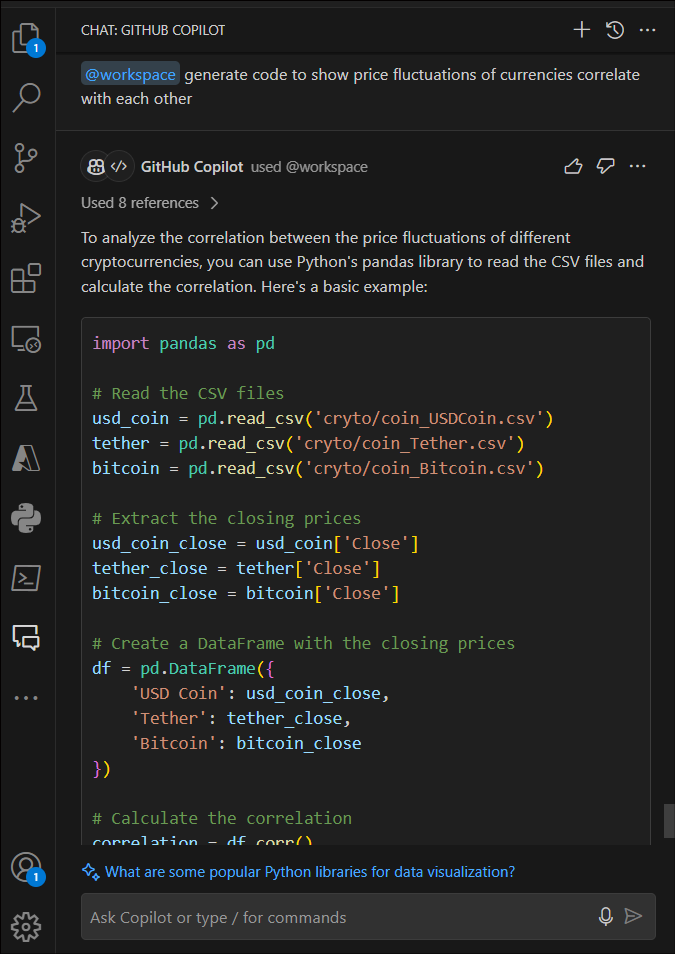 CHAT: GITHUB COPILOT
1
@workspace generate code to show price fluctuations of currencies correlate
with each other
GitHub Copilot used @workspace
Used 8 references
To analyze the correlation between the price fluctuations of different
cryptocurrencies, you can use Python's pandas library to read the CSV files and
calculate the correlation. Here's a basic example:
import pandas as pd
# Read the CSV files
usd_coin = pd.read_csv('cryto/coin_USDCoin.csv')
tether = pd.read_csv('cryto/coin_Tether.csv')
bitcoin = pd.read_csv('cryto/coin_Bitcoin.csv')
# Extract the closing prices
usd_coin_close = usd_coin['Close']
tether_close = tether['Close']
bitcoin_close = bitcoin['Close']
# Create a DataFrame with the closing prices
df = pd.DataFrame({
    'USD Coin': usd_coin_close,
    'Tether': tether_close,
    'Bitcoin': bitcoin_close
})
# Calculate the correlation
correlation = df.corr()
What are some popular Python libraries for data visualization?
1
Ask Copilot or type / for commands